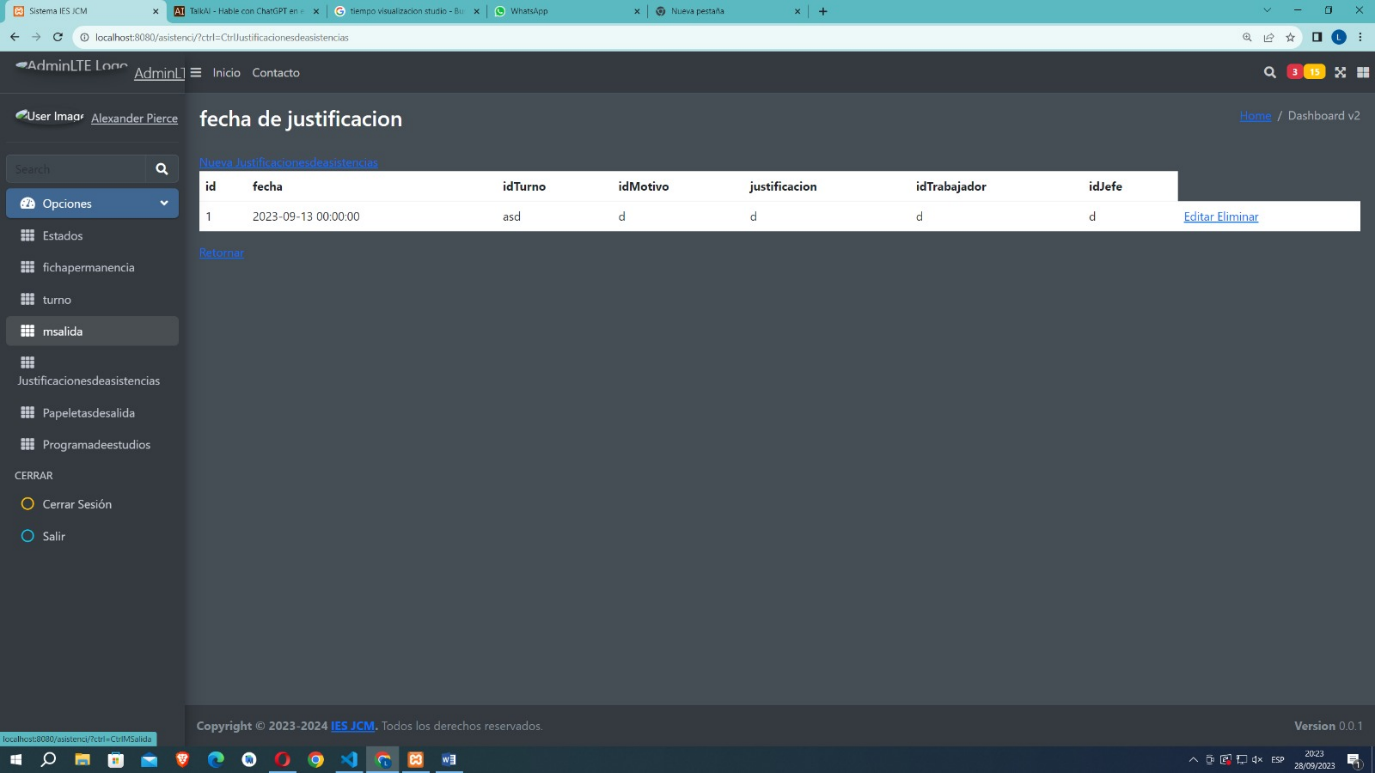 Sistema IES JCM
TalkAI - Hable con ChatGPT en e
tiempo visualizacion studio - Bu
WhatsApp
Nueva pestaña
localhost:8080/asistenci/?ctrl=CtrlJustificacionesdeasistencias
AdminLTE Logo AdminLT
Inicio Contacto
3 15
User Image Alexander Pierce
fecha de justificacion
Home / Dashboard v2
Search
Nueva Justificacionesdeasistencias
id fecha idTurno idMotivo justificacion idTrabajador idJefe
1 2023-09-13 00:00:00 asd d d d d Editar Eliminar
Retornar
Opciones
Estados
fichapermanencia
turno
msalida
Justificacionesdeasistencias
Papeletasdesalida
Programadeestudios
CERRAR
Cerrar Sesión
Salir
Copyright © 2023-2024 IES JCM. Todos los derechos reservados.
Version 0.0.1
localhost:8080/asistenci/?ctrl=CtrlMSalida
ESP
20:23
28/09/2023